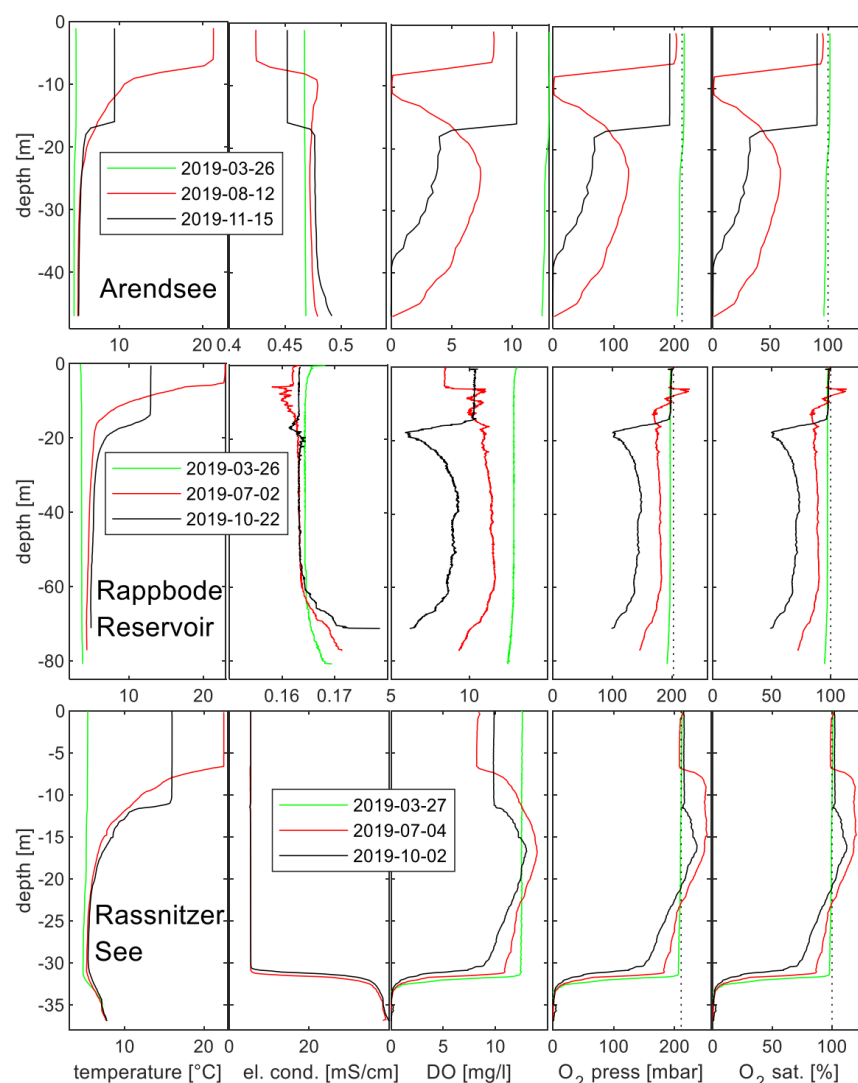 0
-10
-20
-30
-40
depth [m]
2019-03-26
2019-08-12
2019-11-15
Arendsee
10 20 0.4 0.45 0.5 0 5 10 0 100 200 0 50 100
0
-20
-40
-60
-80
depth [m]
2019-03-26
2019-07-02
2019-10-22
Rappbode
Reservoir
10 20 0.16 0.17 5 10 0 100 200 0 50 100
0
-5
-10
-15
-20
-25
-30
-35
depth [m]
2019-03-27
2019-07-04
2019-10-02
Rassnitzer
See
10 20 0 20 0 5 10 0 100 200 0 50 100
temperature [°C] el. cond. [mS/cm] DO [mg/l] O2 press [mbar] O2 sat. [%]